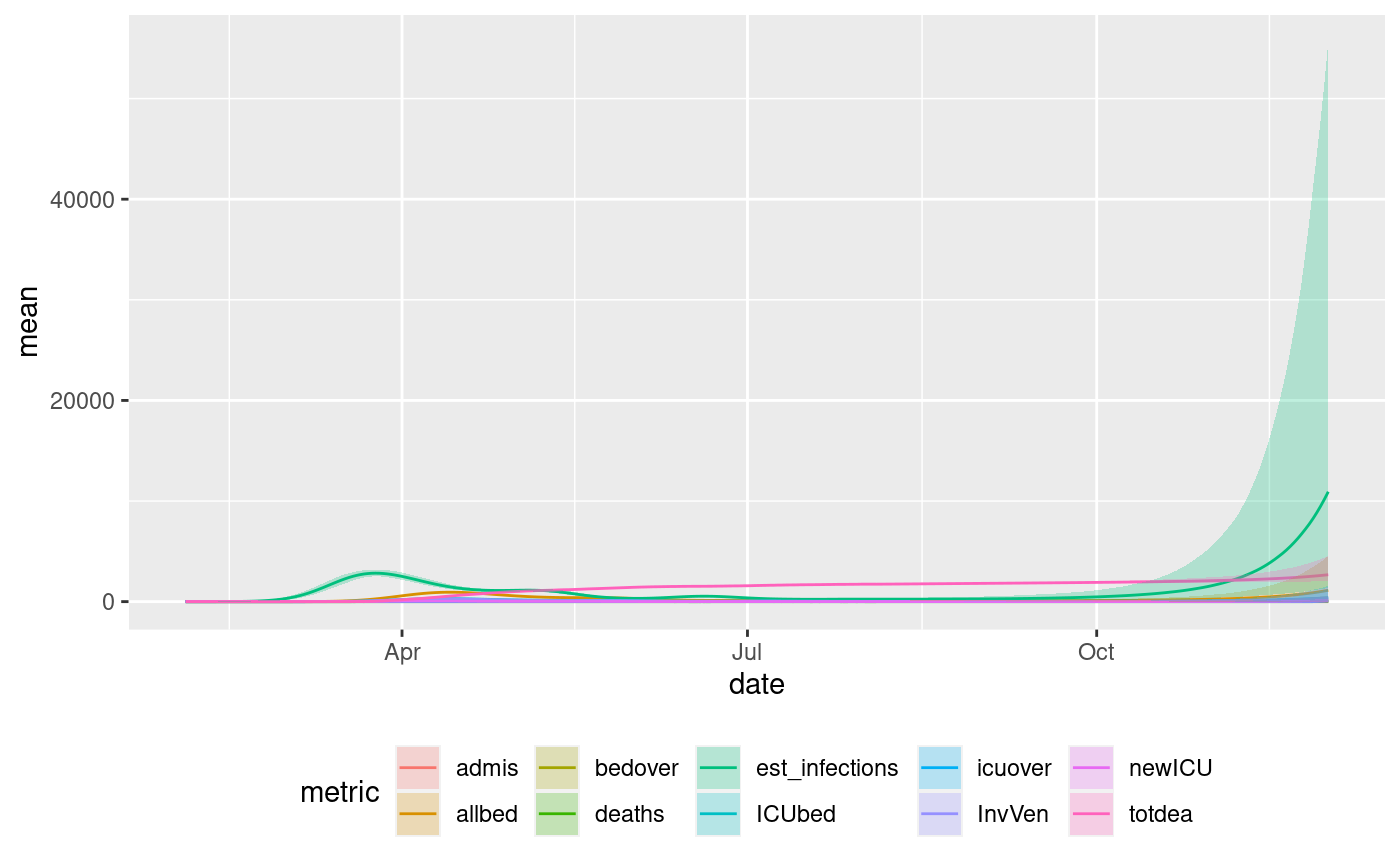 40000
20000
0
mean
Apr Jul Oct
date
metric
admis bedover est_infections icuover newICU
allbed deaths ICUbed InvVen totdea